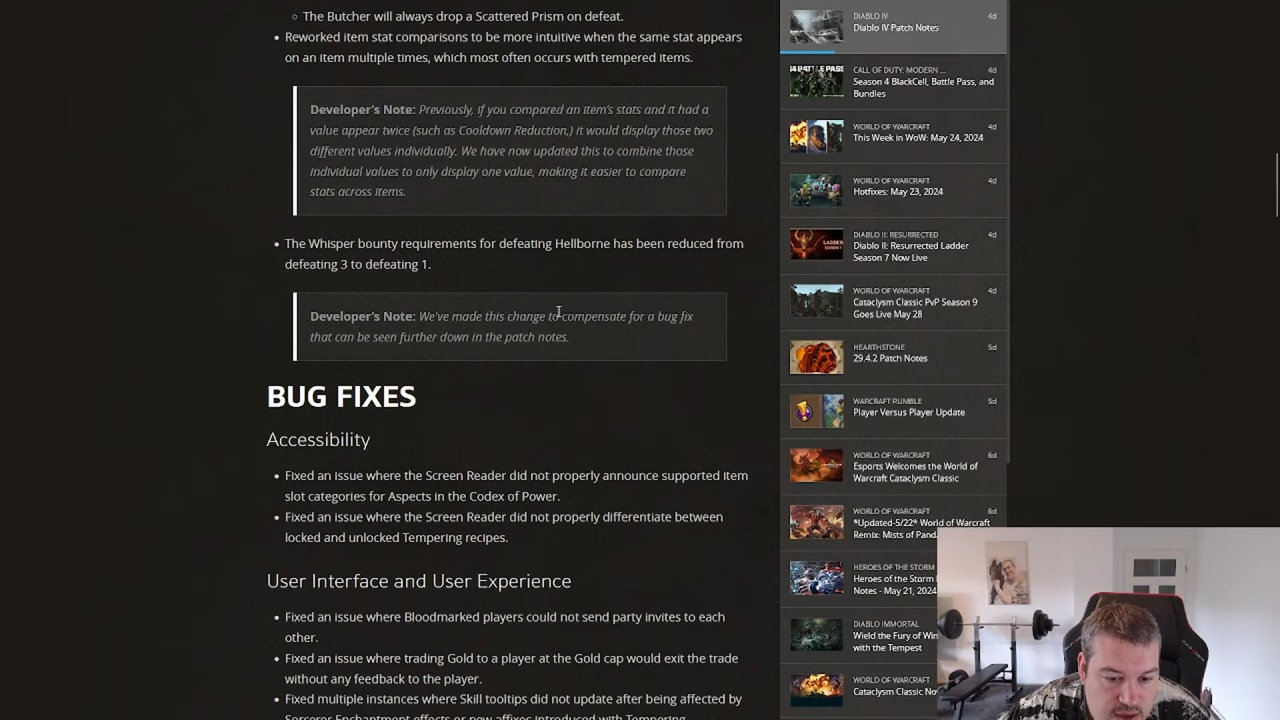 The Butcher will always drop a Scattered Prism on defeat.
Reworked item stat comparisons to be more intuitive when the same stat appears
on an item multiple times, which most often occurs with tempered items.
Developer's Note: Previously, if you compared an item's stats and it had a
value appear twice (such as Cooldown Reduction,) it would display those two
different values individually. We have now updated this to combine those
individual values to only display one value, making it easier to compare
stats across items.
The Whisper bounty requirements for defeating Hellborne has been reduced from
defeating 3 to defeating 1.
Developer's Note: We've made this change to compensate for a bug fix
that can be seen further down in the patch notes.
BUG FIXES
Accessibility
Fixed an issue where the Screen Reader did not properly announce supported item
slot categories for Aspects in the Codex of Power.
Fixed an issue where the Screen Reader did not properly differentiate between
locked and unlocked Tempering recipes.
User Interface and User Experience
Fixed an issue where Bloodmarked players could not send party invites to each
other.
Fixed an issue where trading Gold to a player at the Gold cap would exit the trade
without any feedback to the player.
Fixed multiple instances where Skill tooltips did not update after being affected by
Sorcerer Enchantment effects or new affixes introduced with Tempering.
DIABLO IV 4d
Diablo IV Patch Notes
CALL OF DUTY: MODERN ... 4d
Season 4 BlackCell, Battle Pass, and
Bundles
WORLD OF WARCRAFT 4d
This Week in WoW: May 24, 2024
WORLD OF WARCRAFT 4d
Hotfixes: May 23, 2024
DIABLO II: RESURRECTED 4d
Diablo II: Resurrected Ladder
Season 7 Now Live
WORLD OF WARCRAFT 4d
Cataclysm Classic PvP Season 9
Goes Live May 28
HEARTHSTONE 5d
29.4.2 Patch Notes
WARCRAFT RUMBLE 5d
Player Versus Player Update
WORLD OF WARCRAFT 6d
Esports Welcomes the World of
Warcraft Cataclysm Classic
WORLD OF WARCRAFT 6d
*Updated-5/22* World of Warcraft
Remix: Mists of Panda
HEROES OF THE STORM
Heroes of the Storm
Notes - May 21, 2024
DIABLO IMMORTAL
Wield the Fury of Win
with the Tempest
WORLD OF WARCRAFT
Cataclysm Classic No